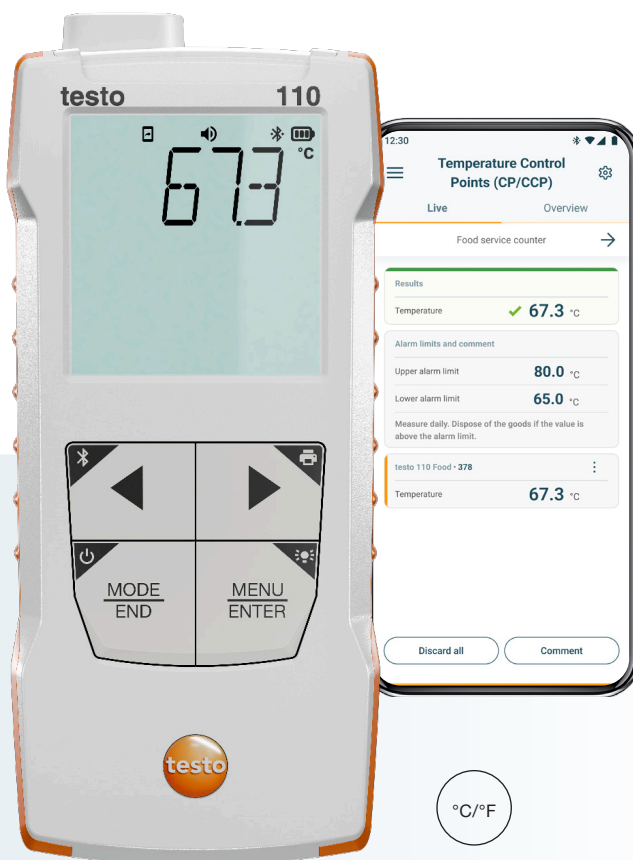 testo 110
°C
67.3
MODE
END
MENU
ENTER
testo
12:30
Temperature Control
Points (CP/CCP)
Live Overview
Food service counter
Results
Temperature 67.3 °C
Alarm limits and comment
Upper alarm limit 80.0 °C
Lower alarm limit 65.0 °C
Measure daily. Dispose of the goods if the value is
above the alarm limit.
testo 110 Food • 378
Temperature 67.3 °C
Discard all Comment
°C/°F